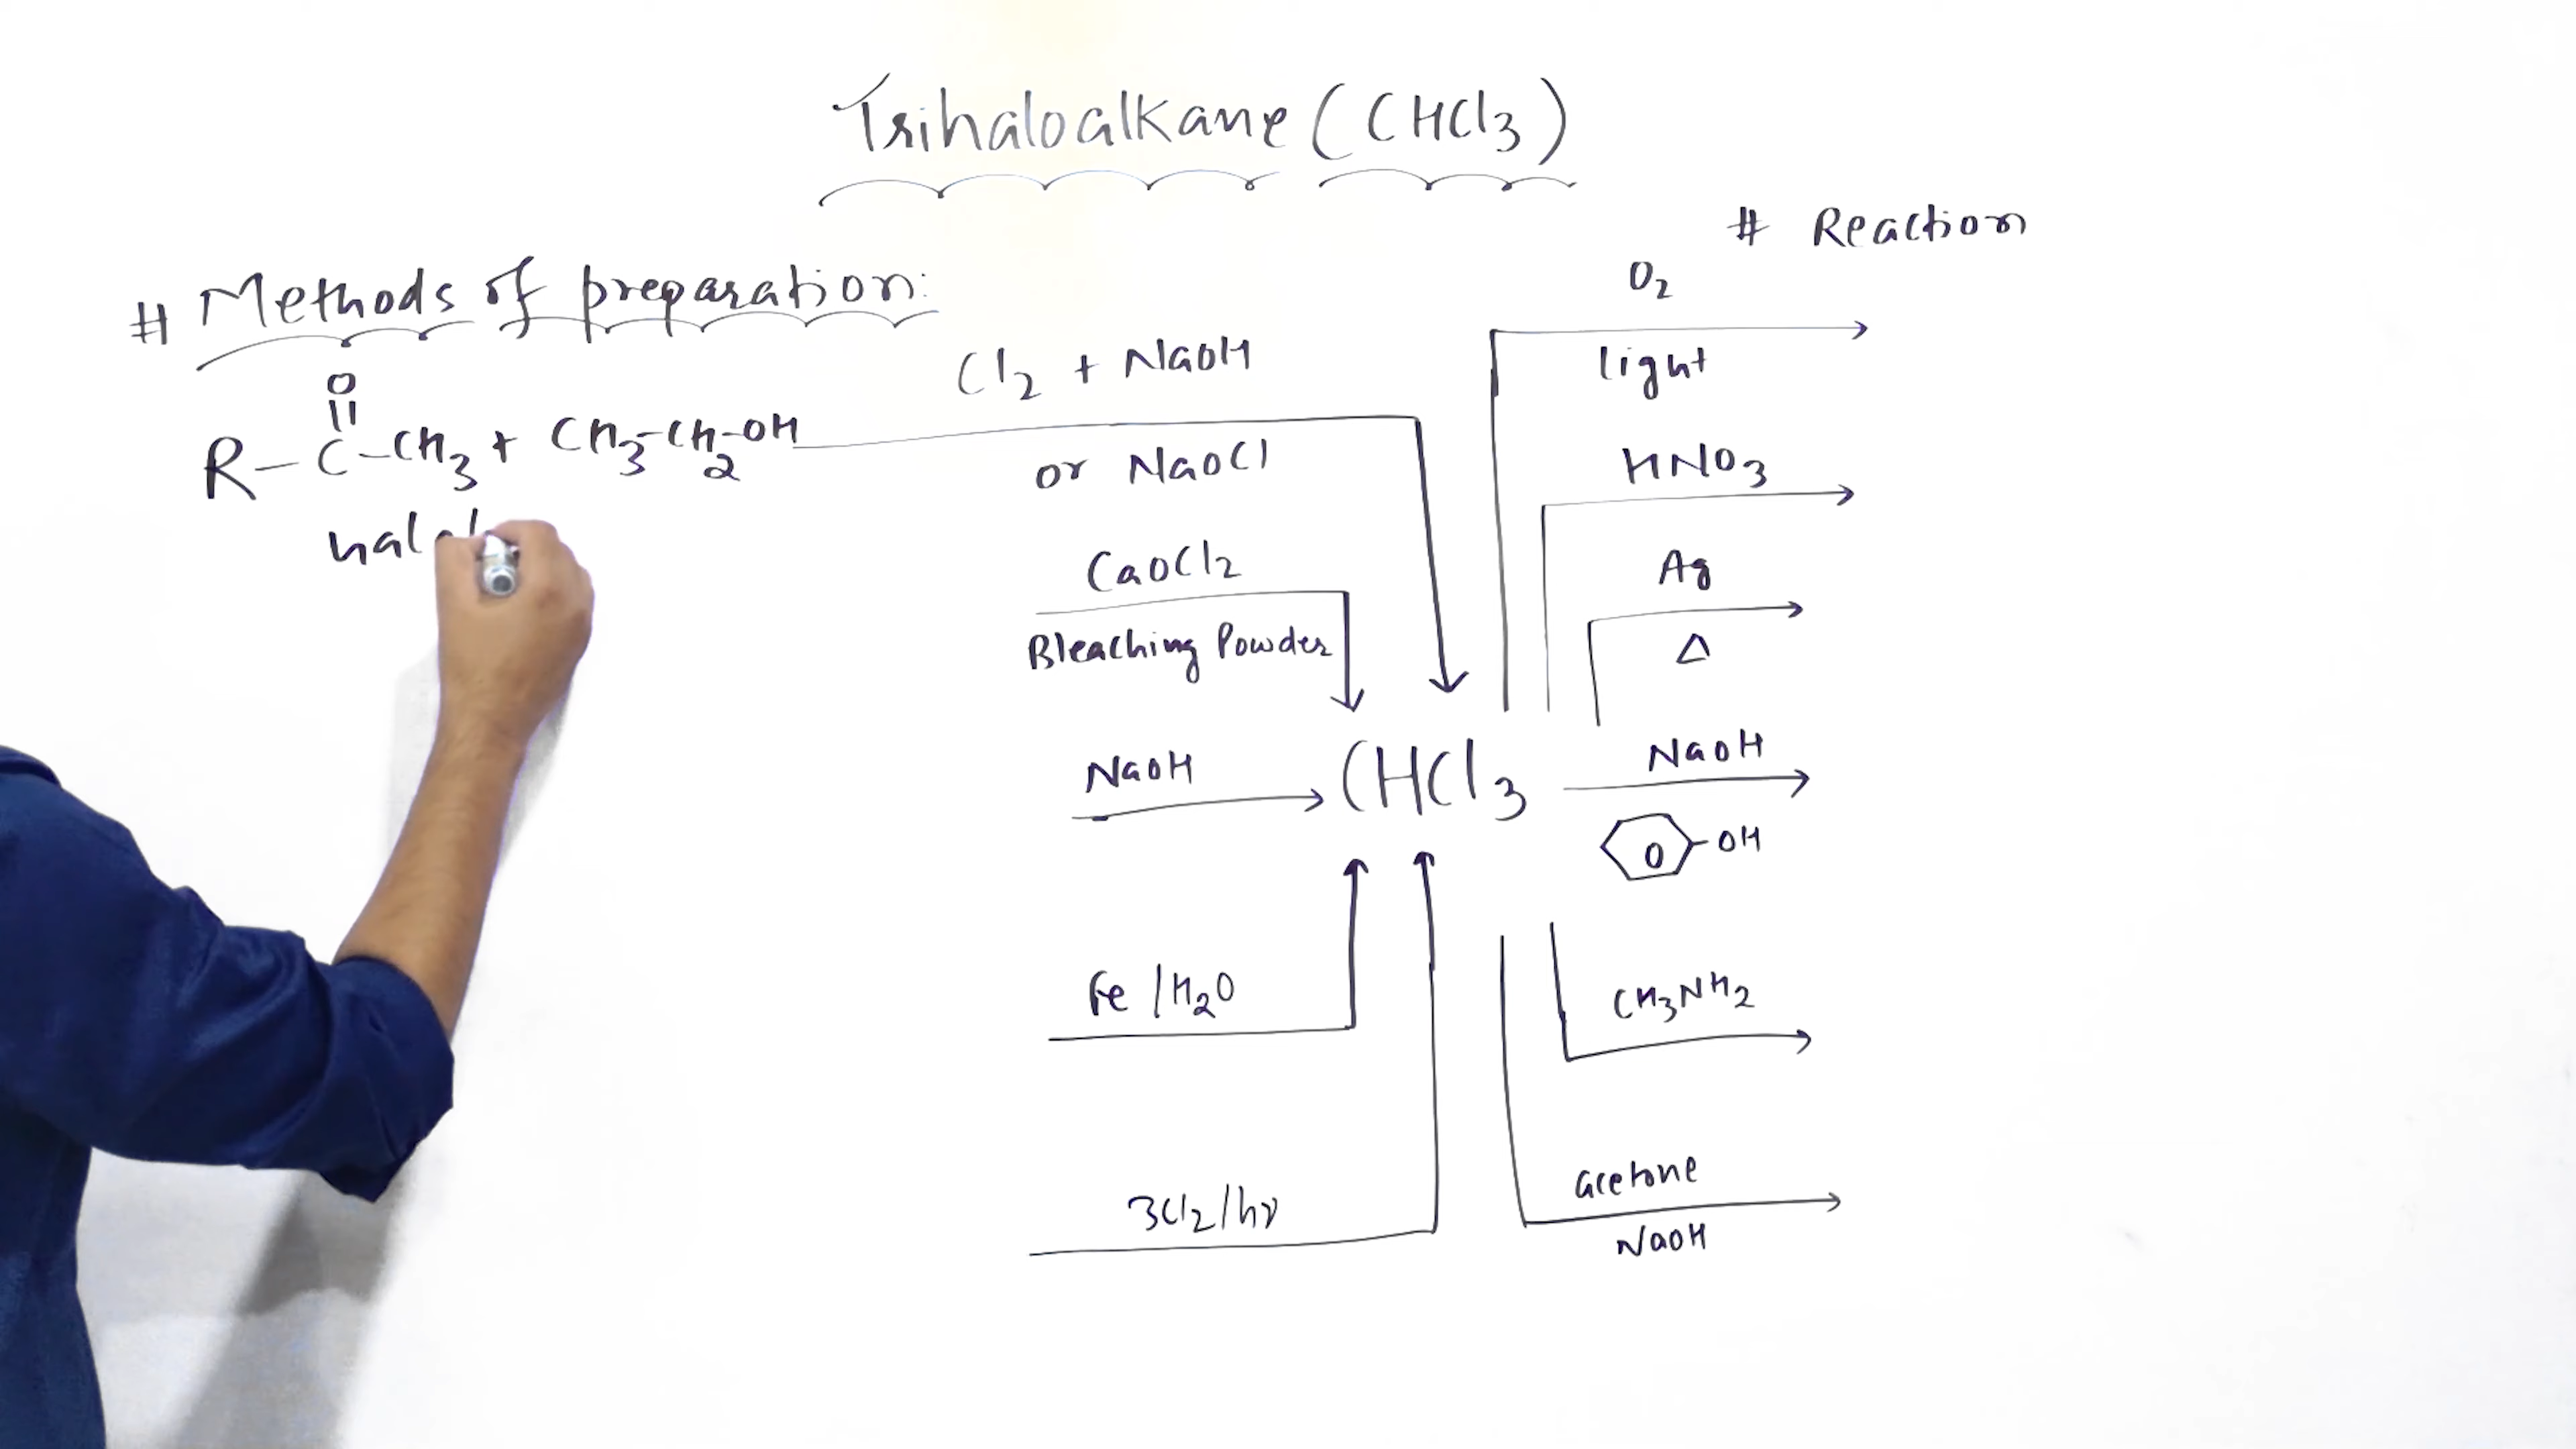 Trihaloalkane (CHCl3)
# Methods of preparation:
O
R-C-CH3 + CH3-CH2-OH
Cl2 + NaOH
or NaOCl
CaOCl2
Bleaching Powder
NaOH
CHCl3
Fe / H2O
3Cl2/hν
# Reaction
O2
light
HNO3
Ag
Δ
NaOH
O -OH
CH3NH2
acetone
NaOH